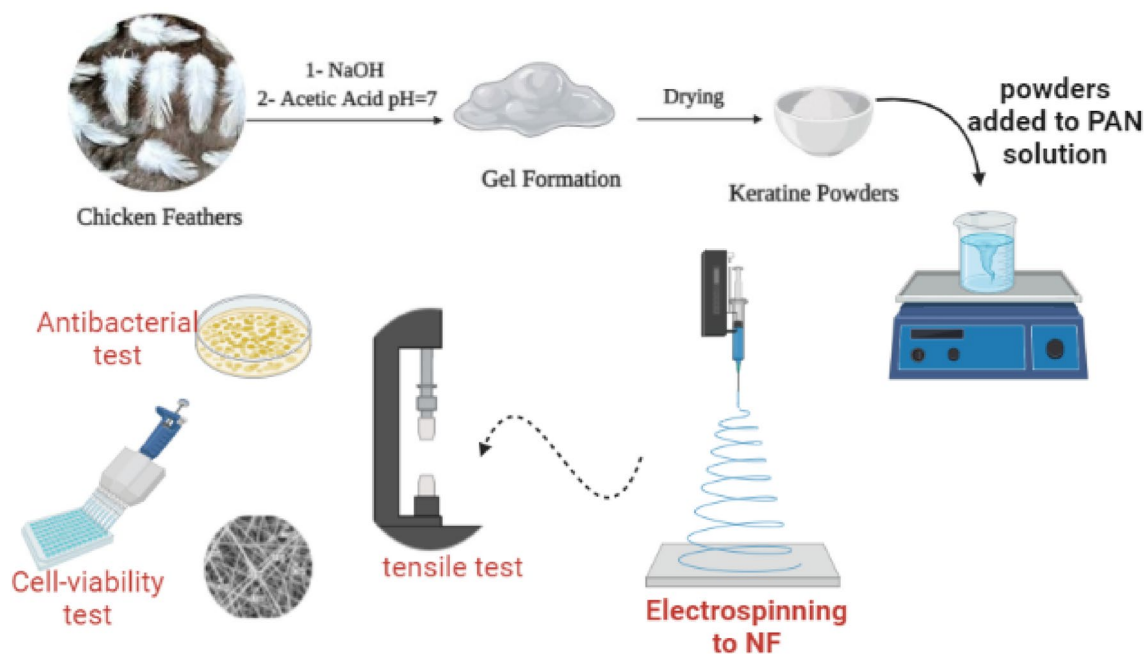 1- NaOH
2- Acetic Acid pH=7
Chicken Feathers
Gel Formation
Drying
Keratine Powders
powders
added to PAN
solution
Electrospinning
to NF
tensile test
Antibacterial
test
Cell-viability
test